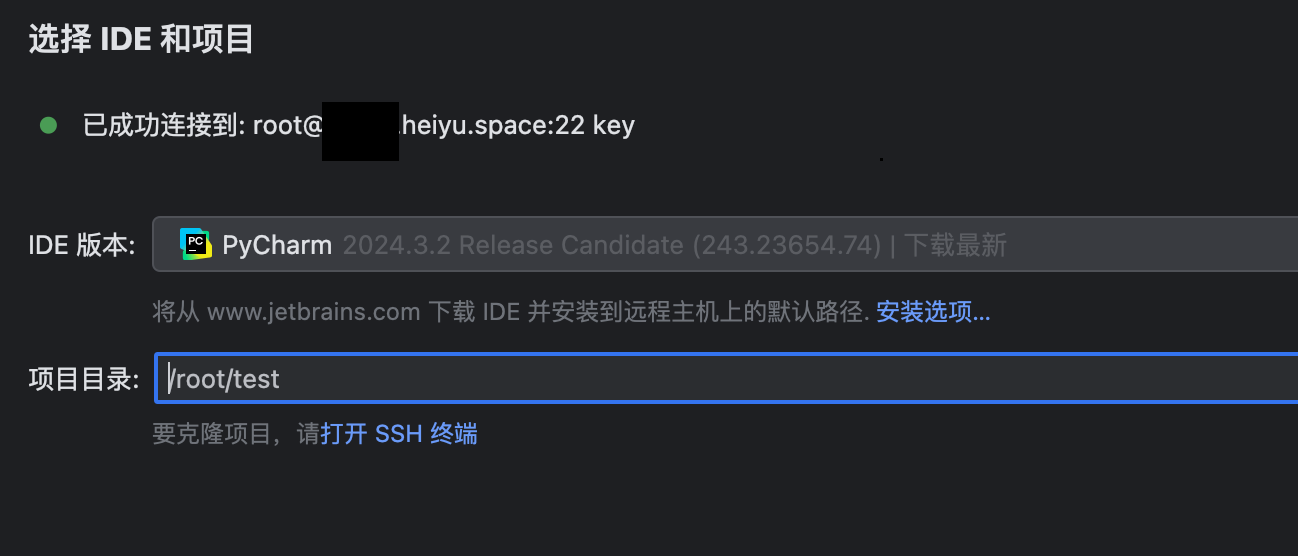 选择 IDE 和项目
已成功连接到: root@.heiyu.space:22 key
IDE 版本: PC PyCharm 2024.3.2 Release Candidate (243.23654.74) | 下载最新
将从 www.jetbrains.com 下载 IDE 并安装到远程主机上的默认路径. 安装选项...
项目目录: /root/test
要克隆项目，请打开 SSH 终端